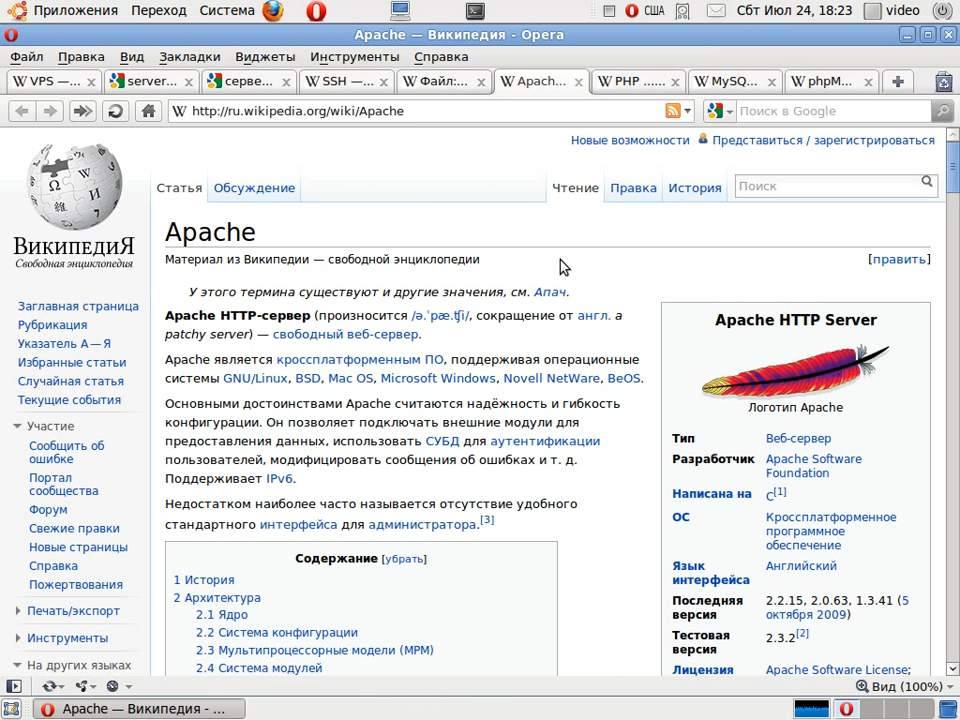 Приложения Переход Система США Сбт Июл 24, 18:23 video
Apache — Википедия - Opera
Файл Правка Вид Закладки Виджеты Инструменты Справка
VPS —... server... серве... SSH —... Файл:... Apach... PHP ...... MySQ... phpM...
http://ru.wikipedia.org/wiki/Apache Поиск в Google
Новые возможности Представиться / зарегистрироваться
Статья Обсуждение Чтение Правка История Поиск
ВикипедиЯ
Свободная энциклопедия
Заглавная страница
Рубрикация
Указатель А — Я
Избранные статьи
Случайная статья
Текущие события
Участие
Сообщить об
ошибке
Портал
сообщества
Форум
Свежие правки
Новые страницы
Справка
Пожертвования
Печать/экспорт
Инструменты
На других языках
Apache
Материал из Википедии — свободной энциклопедии [править]
У этого термина существуют и другие значения, см. Апач.
Apache HTTP-сервер (произносится /ə.ˈpæ.ʧi/, сокращение от англ. a
patchy server) — свободный веб-сервер.
Apache является кроссплатформенным ПО, поддерживая операционные
системы GNU/Linux, BSD, Mac OS, Microsoft Windows, Novell NetWare, BeOS.
Основными достоинствами Apache считаются надёжность и гибкость
конфигурации. Он позволяет подключать внешние модули для
предоставления данных, использовать СУБД для аутентификации
пользователей, модифицировать сообщения об ошибках и т. д.
Поддерживает IPv6.
Недостатком наиболее часто называется отсутствие удобного
стандартного интерфейса для администратора.[3]
Содержание [убрать]
1 История
2 Архитектура
2.1 Ядро
2.2 Система конфигурации
2.3 Мультипроцессорные модели (MPM)
2.4 Система модулей
Apache HTTP Server
Логотип Apache
Тип Веб-сервер
Разработчик Apache Software
Foundation
Написана на C[1]
ОС Кроссплатформенное
программное
обеспечение
Язык Английский
интерфейса
Последняя 2.2.15, 2.0.63, 1.3.41 (5
версия октября 2009)
Тестовая 2.3.2[2]
версия
Лицензия Apache Software License;
Вид (100%)
Apache — Википедия - ...